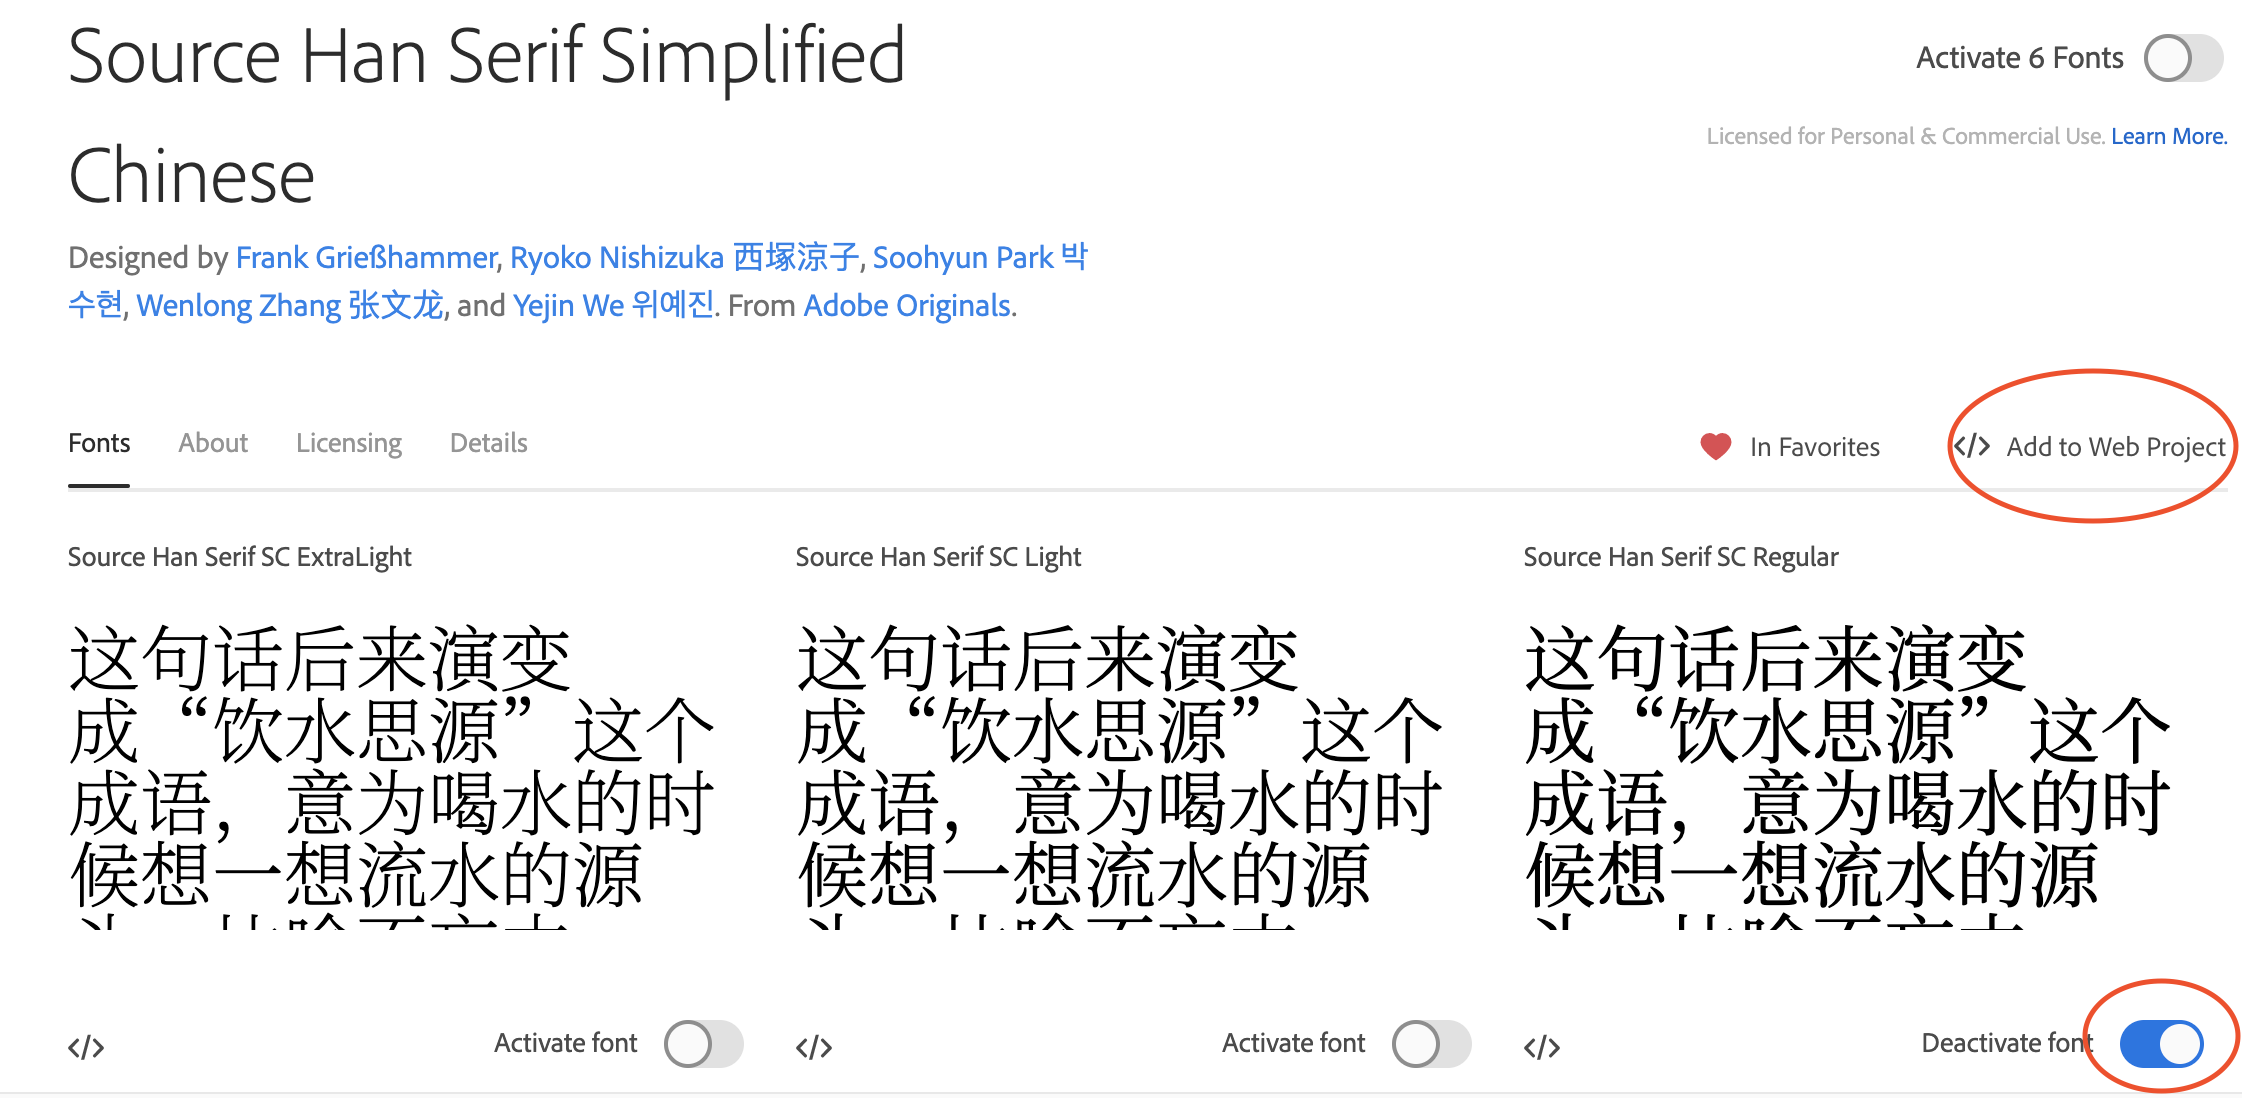 Source Han Serif Simplified
Chinese
Activate 6 Fonts
Licensed for Personal & Commercial Use. Learn More.
Designed by Frank Grießhammer, Ryoko Nishizuka 西塚涼子, Soohyun Park 박
수현, Wenlong Zhang 张文龙, and Yejin We 위예진. From Adobe Originals.
Fonts About Licensing Details
In Favorites
</> Add to Web Project
Source Han Serif SC ExtraLight
这句话后来演变
成“饮水思源”这个
成语，意为喝水的时
候想一想流水的源
</> Activate font
Source Han Serif SC Light
这句话后来演变
成“饮水思源”这个
成语，意为喝水的时
候想一想流水的源
</> Activate font
Source Han Serif SC Regular
这句话后来演变
成“饮水思源”这个
成语，意为喝水的时
候想一想流水的源
</> Deactivate font